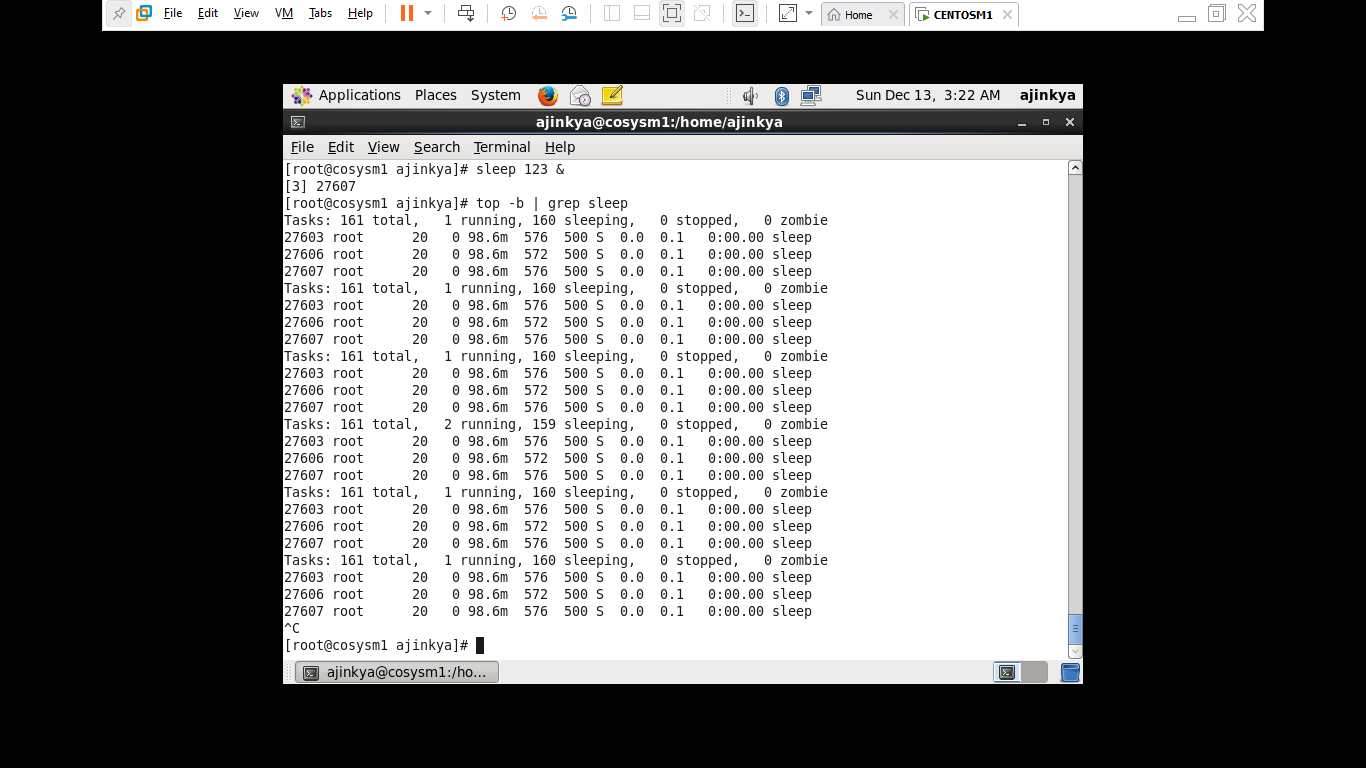 File Edit View VM Tabs Help Home CENTOSM1
Applications Places System Sun Dec 13, 3:22 AM ajinkya
ajinkya@cosysm1:/home/ajinkya
File Edit View Search Terminal Help
[root@cosysm1 ajinkya]# sleep 123 &
[3] 27607
[root@cosysm1 ajinkya]# top -b | grep sleep
Tasks: 161 total,   1 running, 160 sleeping,   0 stopped,   0 zombie
27603 root      20   0 98.6m  576  500 S  0.0  0.1   0:00.00 sleep
27606 root      20   0 98.6m  572  500 S  0.0  0.1   0:00.00 sleep
27607 root      20   0 98.6m  576  500 S  0.0  0.1   0:00.00 sleep
Tasks: 161 total,   1 running, 160 sleeping,   0 stopped,   0 zombie
27603 root      20   0 98.6m  576  500 S  0.0  0.1   0:00.00 sleep
27606 root      20   0 98.6m  572  500 S  0.0  0.1   0:00.00 sleep
27607 root      20   0 98.6m  576  500 S  0.0  0.1   0:00.00 sleep
Tasks: 161 total,   1 running, 160 sleeping,   0 stopped,   0 zombie
27603 root      20   0 98.6m  576  500 S  0.0  0.1   0:00.00 sleep
27606 root      20   0 98.6m  572  500 S  0.0  0.1   0:00.00 sleep
27607 root      20   0 98.6m  576  500 S  0.0  0.1   0:00.00 sleep
Tasks: 161 total,   2 running, 159 sleeping,   0 stopped,   0 zombie
27603 root      20   0 98.6m  576  500 S  0.0  0.1   0:00.00 sleep
27606 root      20   0 98.6m  572  500 S  0.0  0.1   0:00.00 sleep
27607 root      20   0 98.6m  576  500 S  0.0  0.1   0:00.00 sleep
Tasks: 161 total,   1 running, 160 sleeping,   0 stopped,   0 zombie
27603 root      20   0 98.6m  576  500 S  0.0  0.1   0:00.00 sleep
27606 root      20   0 98.6m  572  500 S  0.0  0.1   0:00.00 sleep
27607 root      20   0 98.6m  576  500 S  0.0  0.1   0:00.00 sleep
Tasks: 161 total,   1 running, 160 sleeping,   0 stopped,   0 zombie
27603 root      20   0 98.6m  576  500 S  0.0  0.1   0:00.00 sleep
27606 root      20   0 98.6m  572  500 S  0.0  0.1   0:00.00 sleep
27607 root      20   0 98.6m  576  500 S  0.0  0.1   0:00.00 sleep
^C
[root@cosysm1 ajinkya]#
ajinkya@cosysm1:/ho...